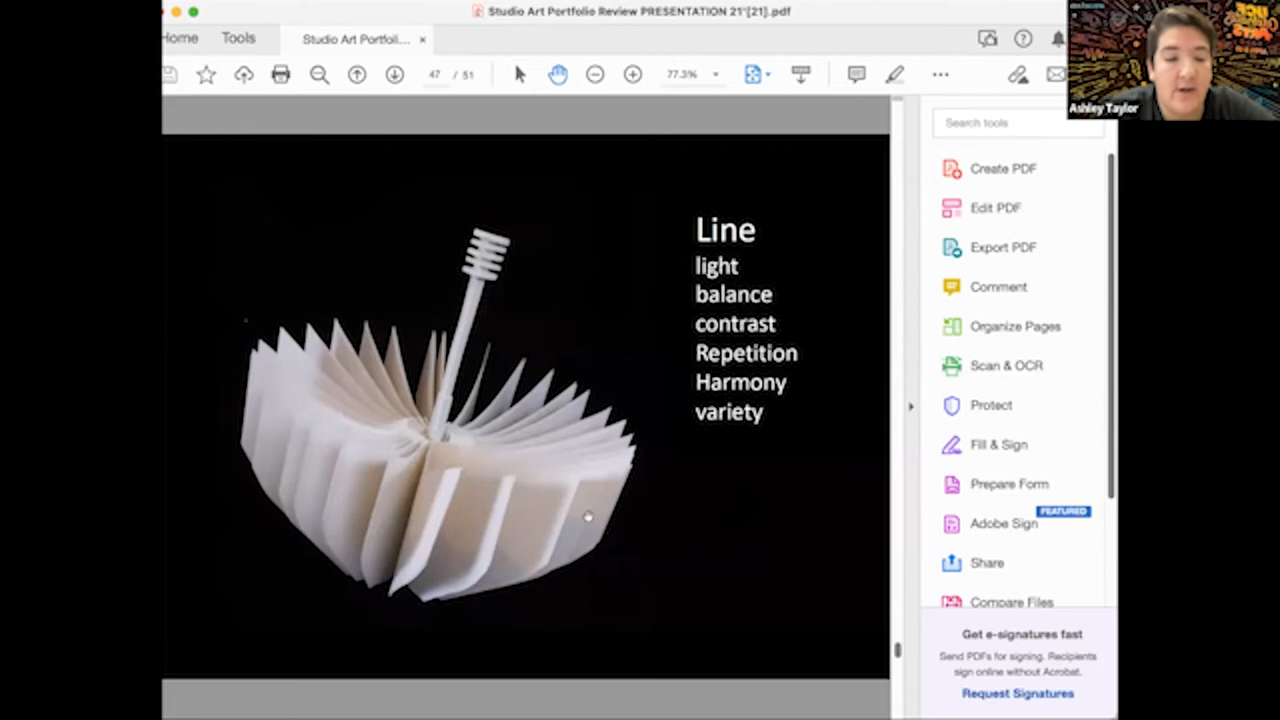 Studio Art Portfolio Review PRESENTATION 21'[21].pdf
Home
Tools
Studio Art Portfoli... ×
47 / 51
77.3%
Ashley Taylor
Search tools
Create PDF
Edit PDF
Export PDF
Comment
Organize Pages
Scan & OCR
Protect
Fill & Sign
Prepare Form
FEATURED
Adobe Sign
Share
Compare Files
Get e-signatures fast
Send PDFs for signing. Recipients
sign online without Acrobat.
Request Signatures
Line
light
balance
contrast
Repetition
Harmony
variety